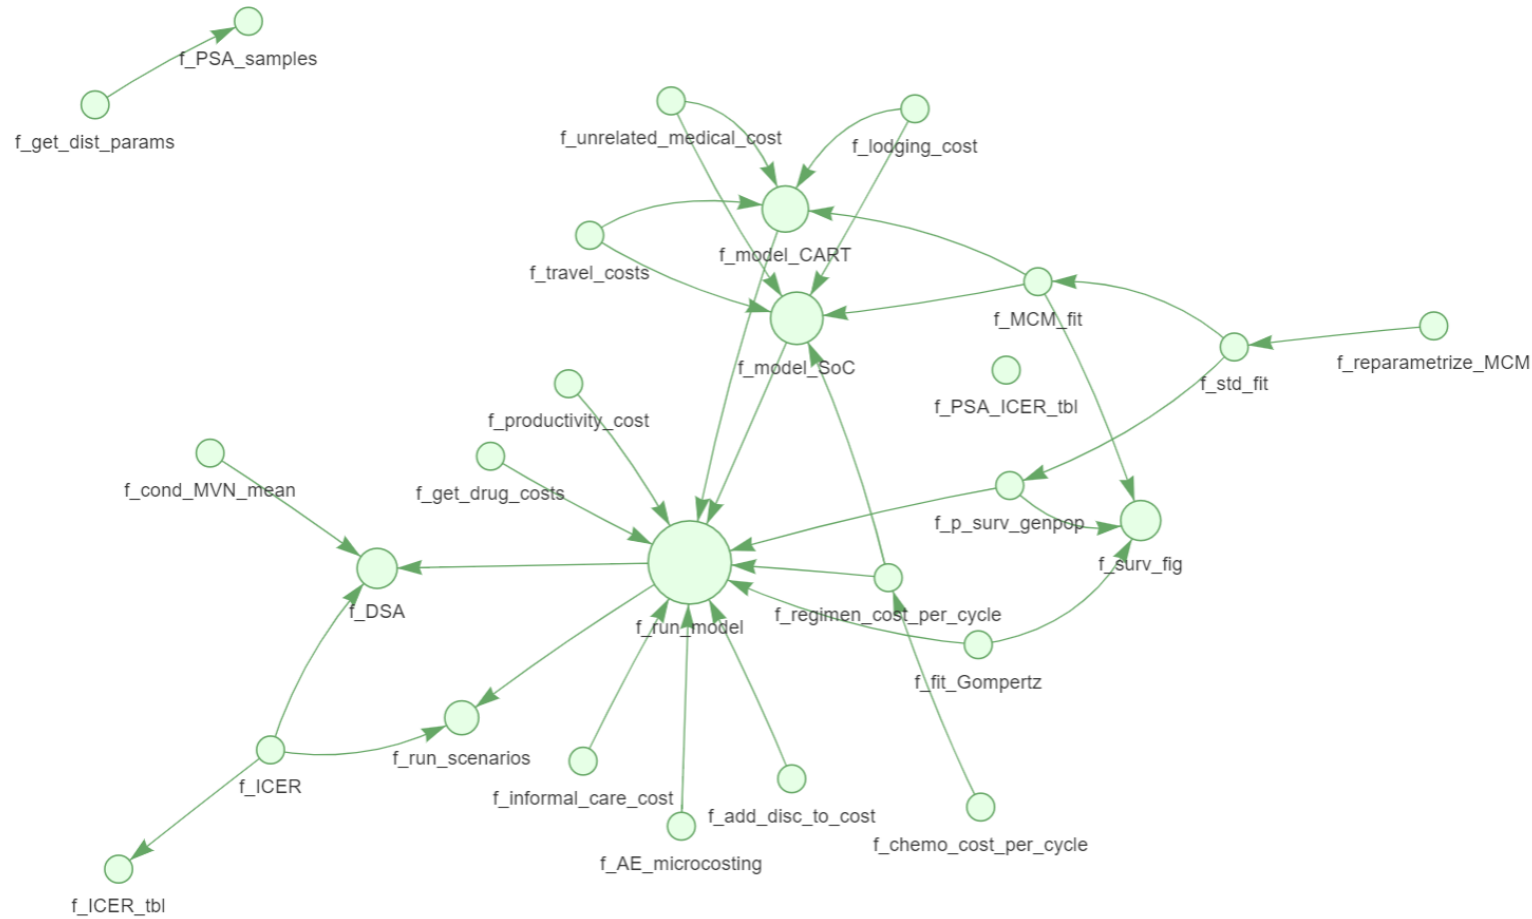 f_PSA_samples
f_get_dist_params
f_unrelated_medical_cost
f_lodging_cost
f_model_CART
f_travel_costs
f_MCM_fit
f_model_SoC
f_reparametrize_MCM
f_std_fit
f_PSA_ICER_tbl
f_productivity_cost
f_cond_MVN_mean
f_get_drug_costs
f_p_surv_genpop
f_surv_fig
f_DSA
f_run_model
f_regimen_cost_per_cycle
f_fit_Gompertz
f_run_scenarios
f_ICER
f_informal_care_cost
f_add_disc_to_cost
f_chemo_cost_per_cycle
f_AE_microcosting
f_ICER_tbl